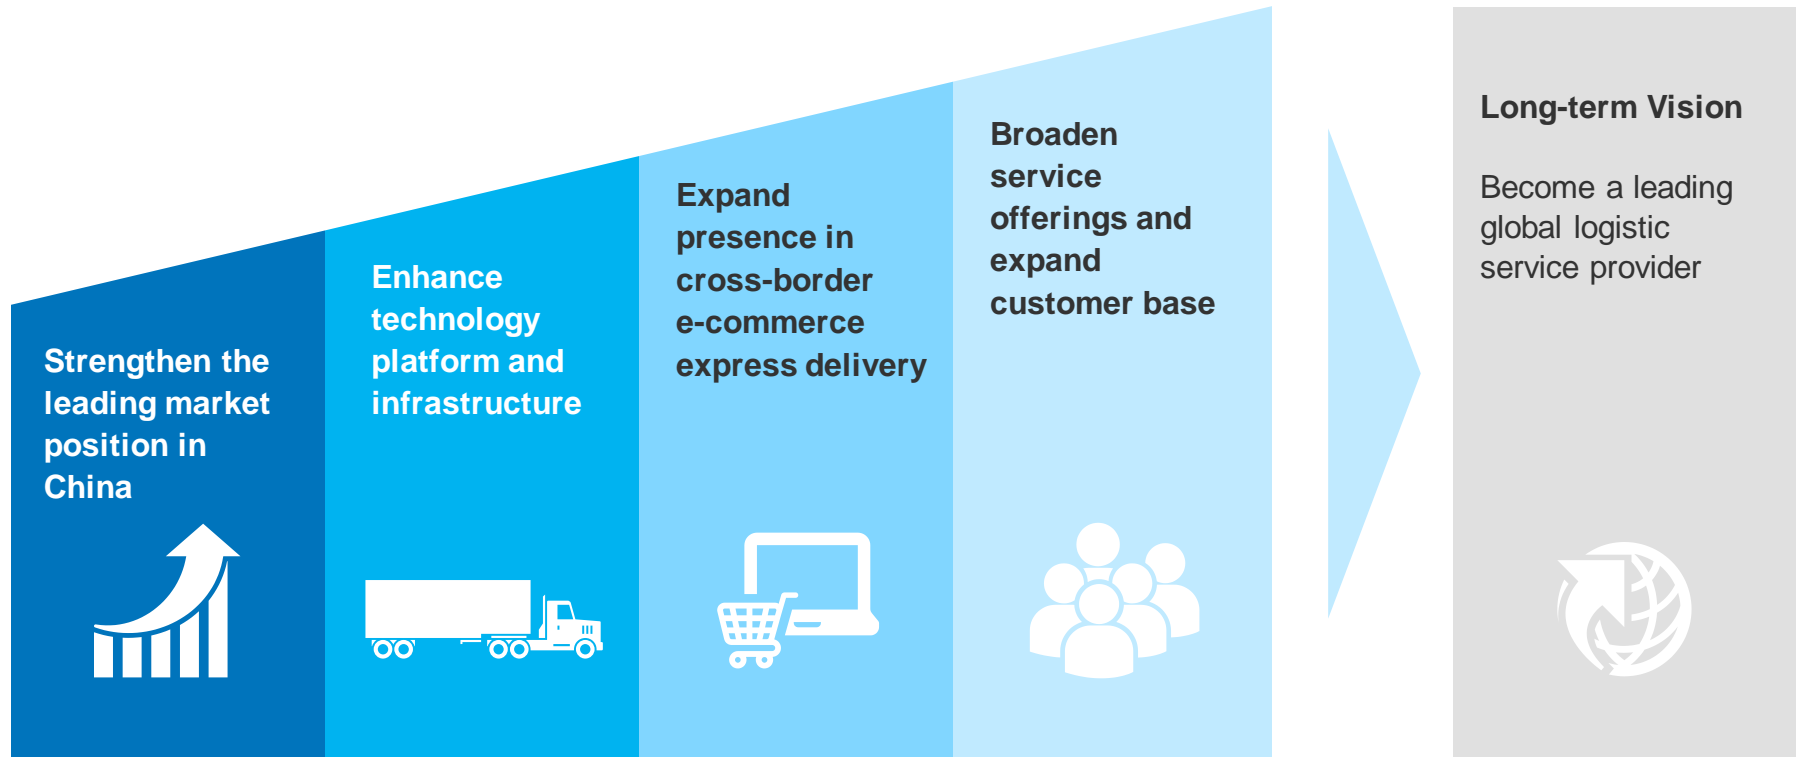 Strengthen the
leading market
position in
China
Enhance
technology
platform and
infrastructure
Expand
presence in
cross-border
e-commerce
express delivery
Broaden
service
offerings and
expand
customer base
Long-term Vision
Become a leading
global logistic
service provider